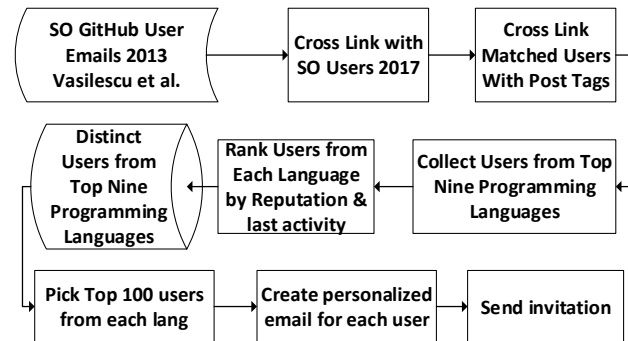 SO GitHub User
Emails 2013
Vasilescu et al.
Cross Link with
SO Users 2017
Cross Link
Matched Users
With Post Tags
Collect Users from Top
Nine Programming
Languages
Rank Users from
Each Language
by Reputation &
last activity
Distinct
Users from
Top Nine
Programming
Languages
Pick Top 100 users
from each lang
Create personalized
email for each user
Send invitation